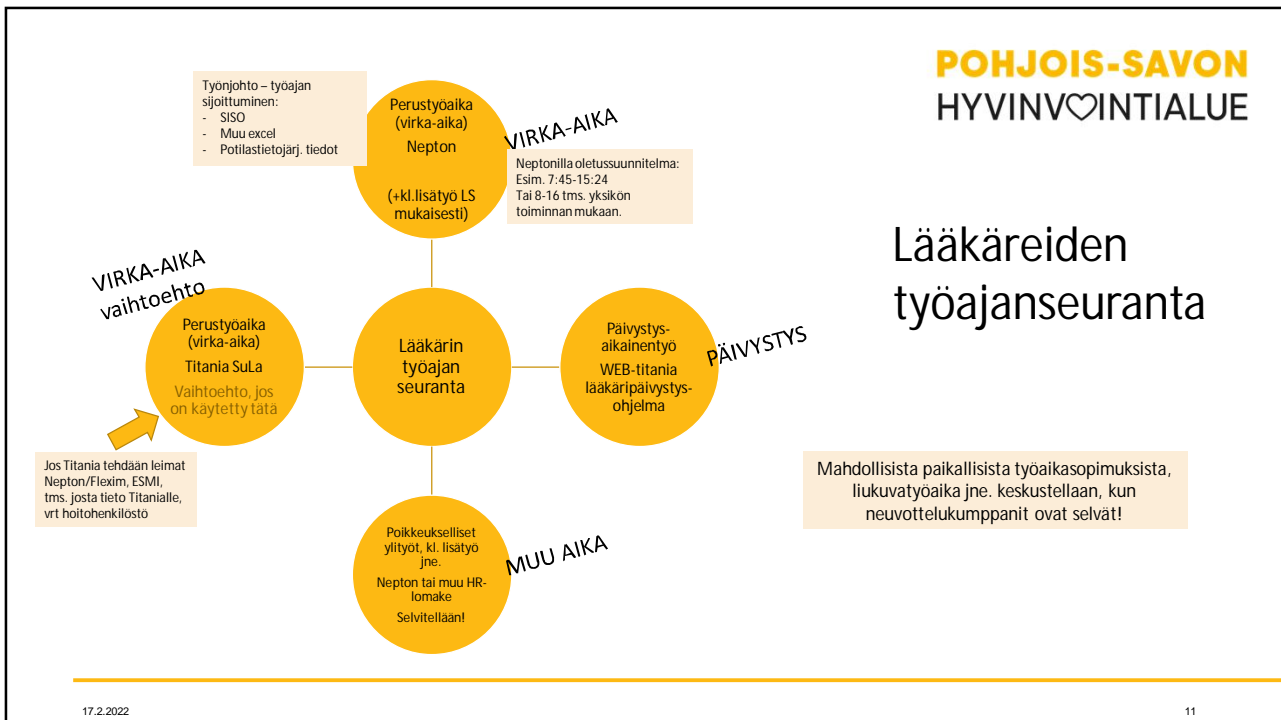 POHJOIS-SAVON
HYVINVOINTIALUE
Lääkäreiden
työajanseuranta
Työnjohto – työajan
sijoittuminen:
- SISO
- Muu excel
- Potilastietojärj. tiedot
Perustyöaika
(virka-aika)
Nepton
(+kl.lisätyö LS
mukaisesti)
VIRKA-AIKA
Neptonilla oletussuunnitelma:
Esim. 7:45-15:24
Tai 8-16 tms. yksikön
toiminnan mukaan.
VIRKA-AIKA
vaihtoehto
Perustyöaika
(virka-aika)
Titania SuLa
Vaihtoehto, jos
on käytetty tätä
Lääkärin
työajan
seuranta
Päivystys-
aikainentyö
WEB-titania
lääkäripäivystys-
ohjelma
PÄIVYSTYS
Jos Titania tehdään leimat
Nepton/Flexim, ESMI,
tms. josta tieto Titanialle,
vrt hoitohenkilöstö
Poikkeukselliset
ylityöt, kl. lisätyö
jne.
Nepton tai muu HR-
lomake
Selvitellään!
MUU AIKA
Mahdollisista paikallisista työaikasopimuksista,
liukuvatyöaika jne. keskustellaan, kun
neuvottelukumppanit ovat selvät!
17.2.2022
11